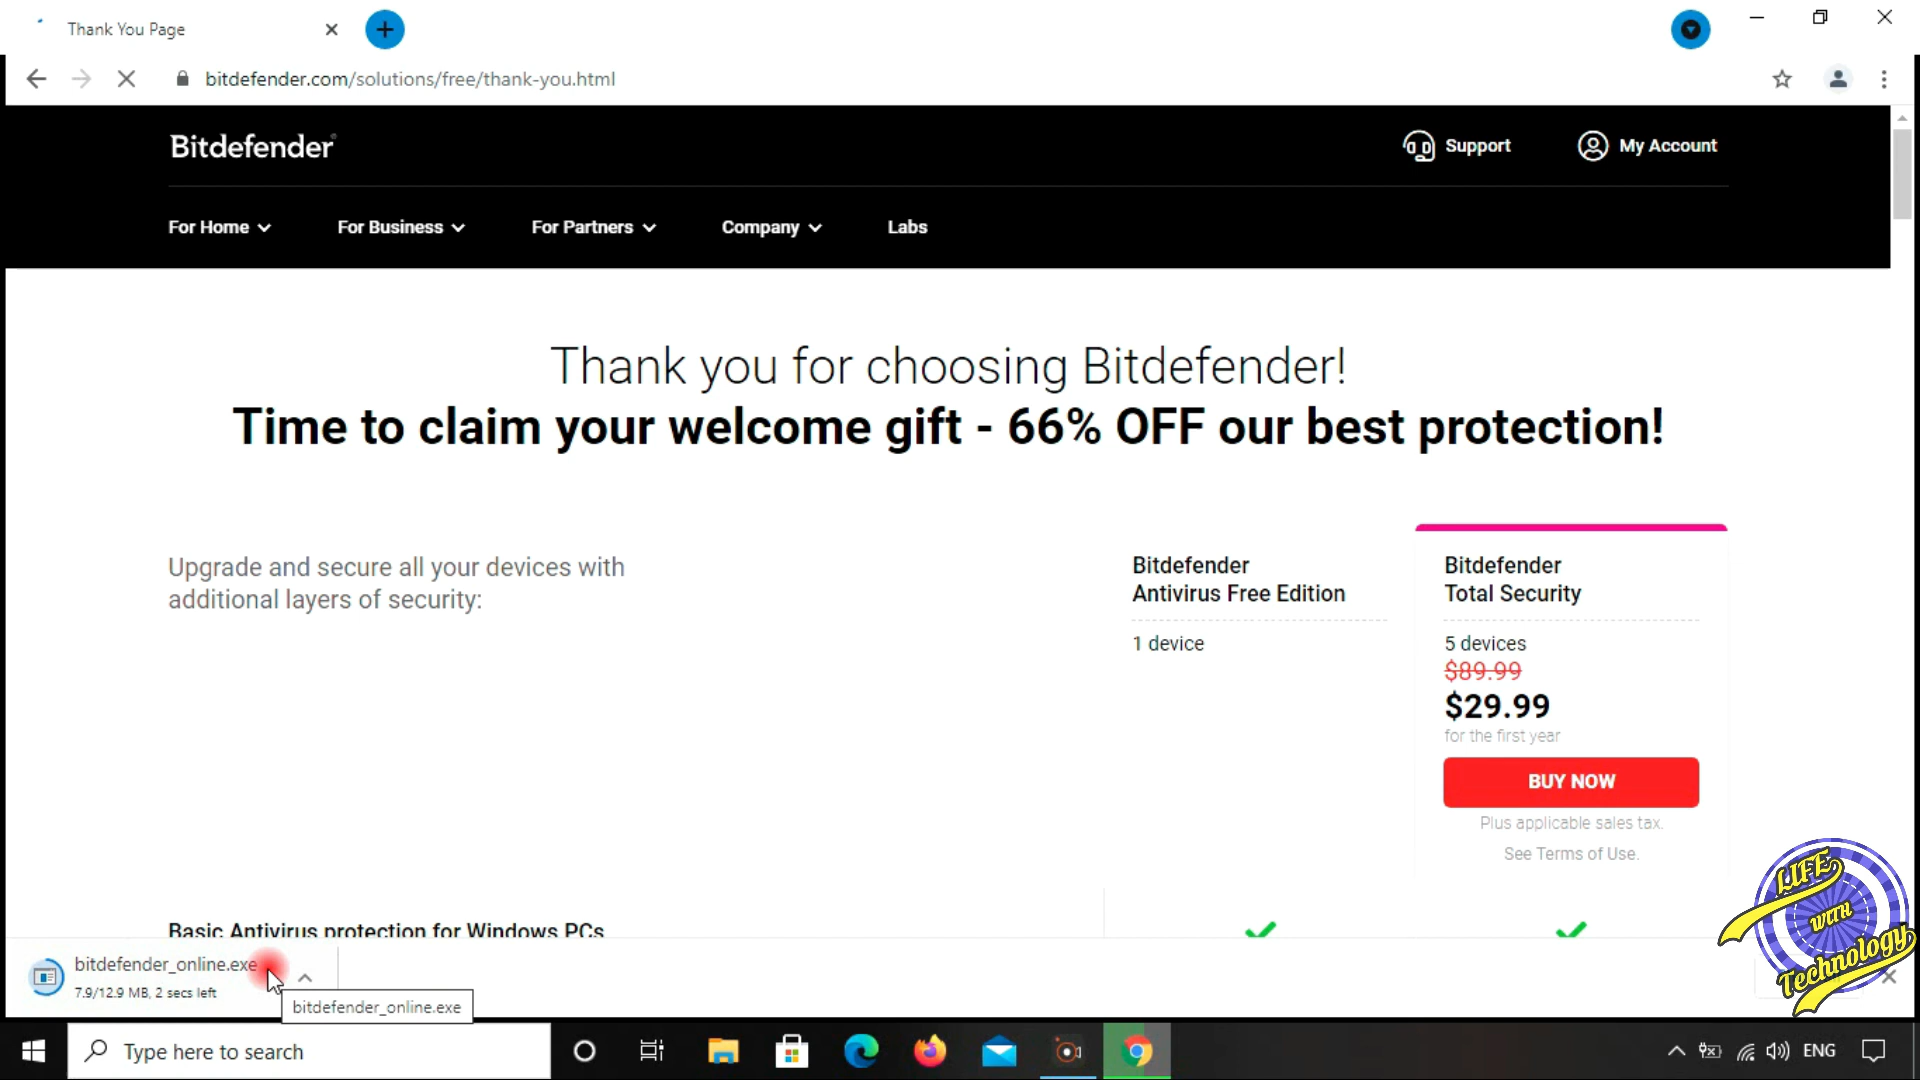 Thank You Page
bitdefender.com/solutions/free/thank-you.html
Bitdefender
Support
My Account
For Home
For Business
For Partners
Company
Labs
Thank you for choosing Bitdefender!
Time to claim your welcome gift - 66% OFF our best protection!
Upgrade and secure all your devices with
additional layers of security:
Bitdefender
Antivirus Free Edition
1 device
Bitdefender
Total Security
5 devices
$89.99
$29.99
for the first year
BUY NOW
Plus applicable sales tax.
See Terms of Use.
Basic Antivirus protection for Windows PCs
bitdefender_online.exe
7.9/12.9 MB, 2 secs left
bitdefender_online.exe
LIFE
WITH
Technology
Type here to search
ENG